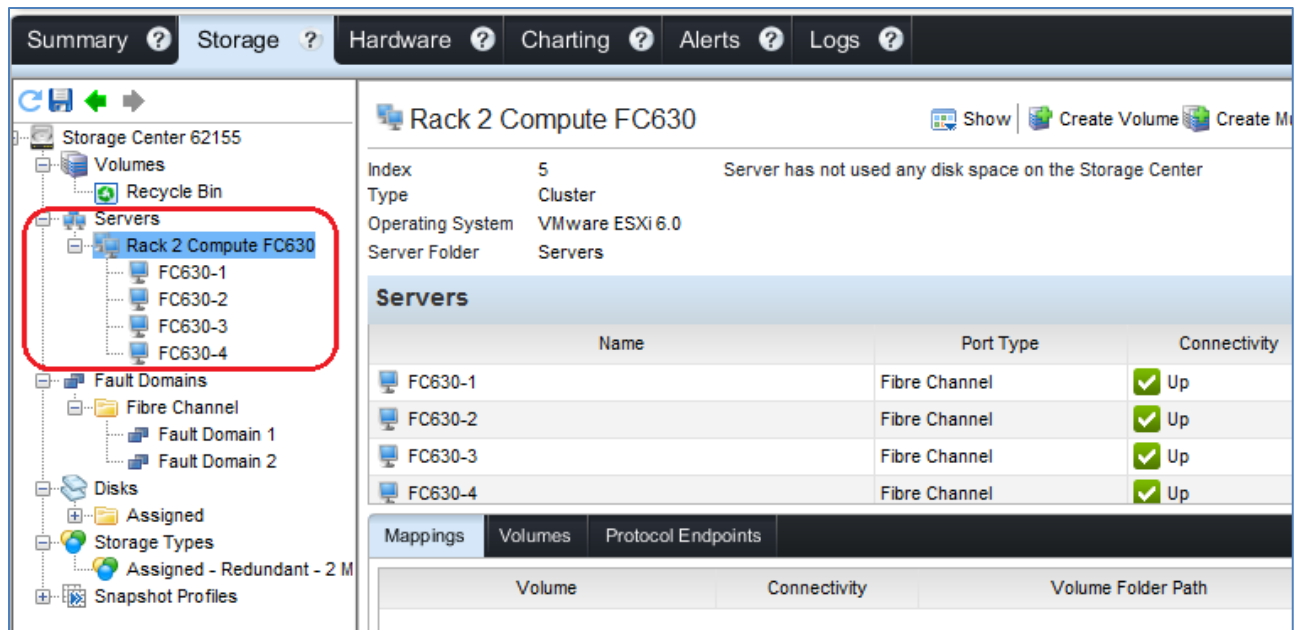 Summary ? Storage ? Hardware ? Charting ? Alerts ? Logs ?
Storage Center 62155
Volumes
Recycle Bin
Servers
Rack 2 Compute FC630
FC630-1
FC630-2
FC630-3
FC630-4
Fault Domains
Fibre Channel
Fault Domain 1
Fault Domain 2
Disks
Assigned
Storage Types
Assigned - Redundant - 2 M
Snapshot Profiles
Rack 2 Compute FC630
Show Create Volume Create Mu
Index 5 Server has not used any disk space on the Storage Center
Type Cluster
Operating System VMware ESXi 6.0
Server Folder Servers
Servers
Name Port Type Connectivity
FC630-1 Fibre Channel Up
FC630-2 Fibre Channel Up
FC630-3 Fibre Channel Up
FC630-4 Fibre Channel Up
Mappings Volumes Protocol Endpoints
Volume Connectivity Volume Folder Path